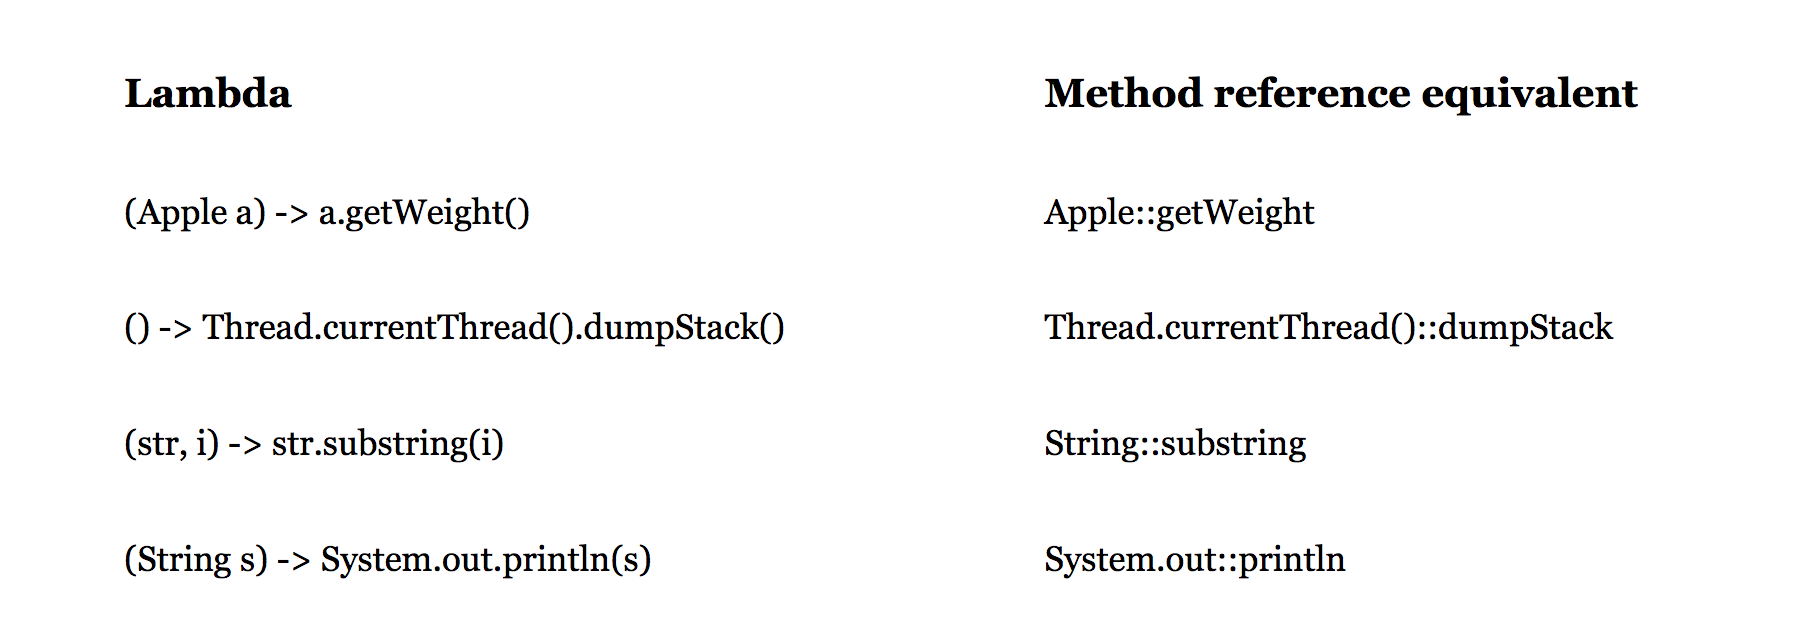 Lambda Method reference equivalent
(Apple a) -> a.getWeight() Apple::getWeight
() -> Thread.currentThread().dumpStack() Thread.currentThread()::dumpStack
(str, i) -> str.substring(i) String::substring
(String s) -> System.out.println(s) System.out::println